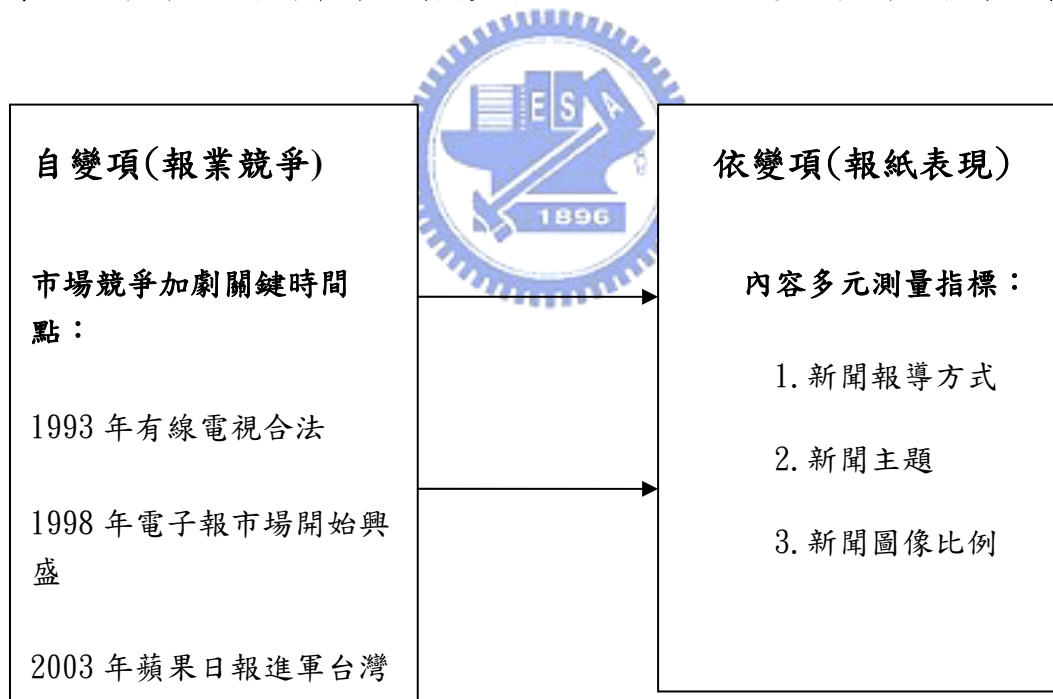 自變項(報業競爭)
市場競爭加劇關鍵時間
點：
1993 年有線電視合法
1998 年電子報市場開始興
盛
2003 年蘋果日報進軍台灣
E S A
1896
依變項(報紙表現)
內容多元測量指標：
1. 新聞報導方式
2. 新聞主題
3. 新聞圖像比例